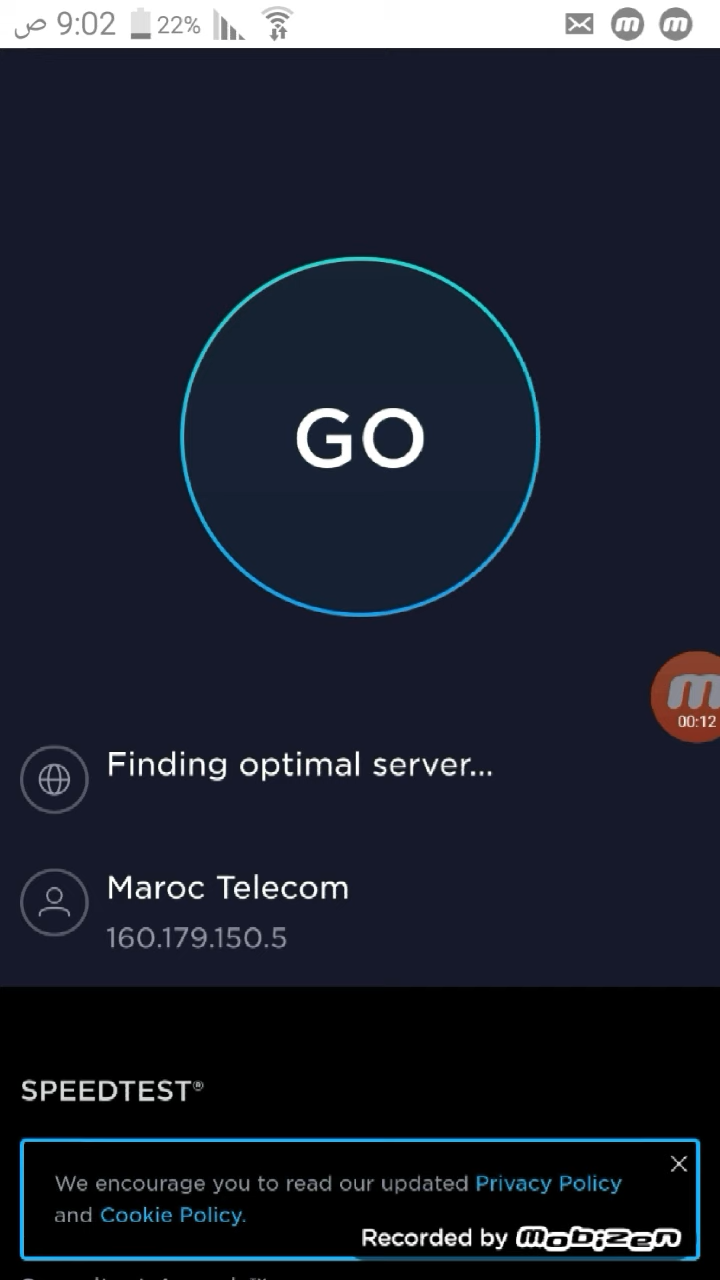 ص 9:02 22%
GO
00:12
Finding optimal server...
Maroc Telecom
160.179.150.5
SPEEDTEST®
We encourage you to read our updated Privacy Policy
and Cookie Policy.
Recorded by mobizen